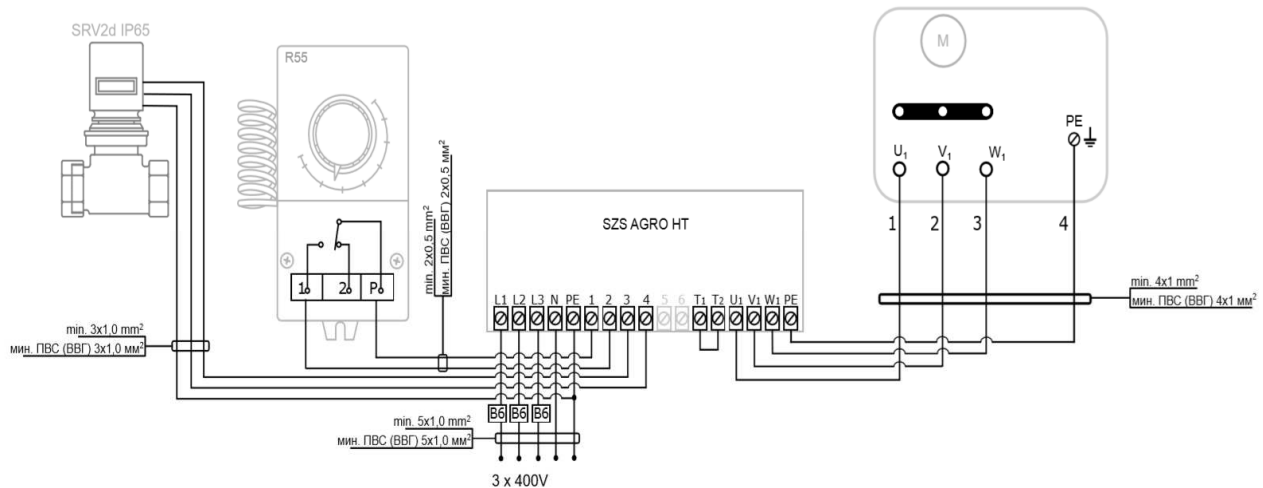 SRV2d IP65
R55
M
PE
U₁ V₁ W₁
1 2 3 4
min. 2x0,5 mm²
мин. ПВС (ВВГ) 2x0,5 мм²
SZS AGRO HT
1 2 P
L1 L2 L3 N PE 1 2 3 4 5 6 T₁ T₂ U₁ V₁ W₁ PE
min. 4x1 mm²
мин. ПВС (ВВГ) 4x1 мм²
min. 3x1,0 mm²
мин. ПВС (ВВГ) 3x1,0 мм²
B6 B6 B6
min. 5x1,0 mm²
мин. ПВС (ВВГ) 5x1,0 мм²
3 x 400V